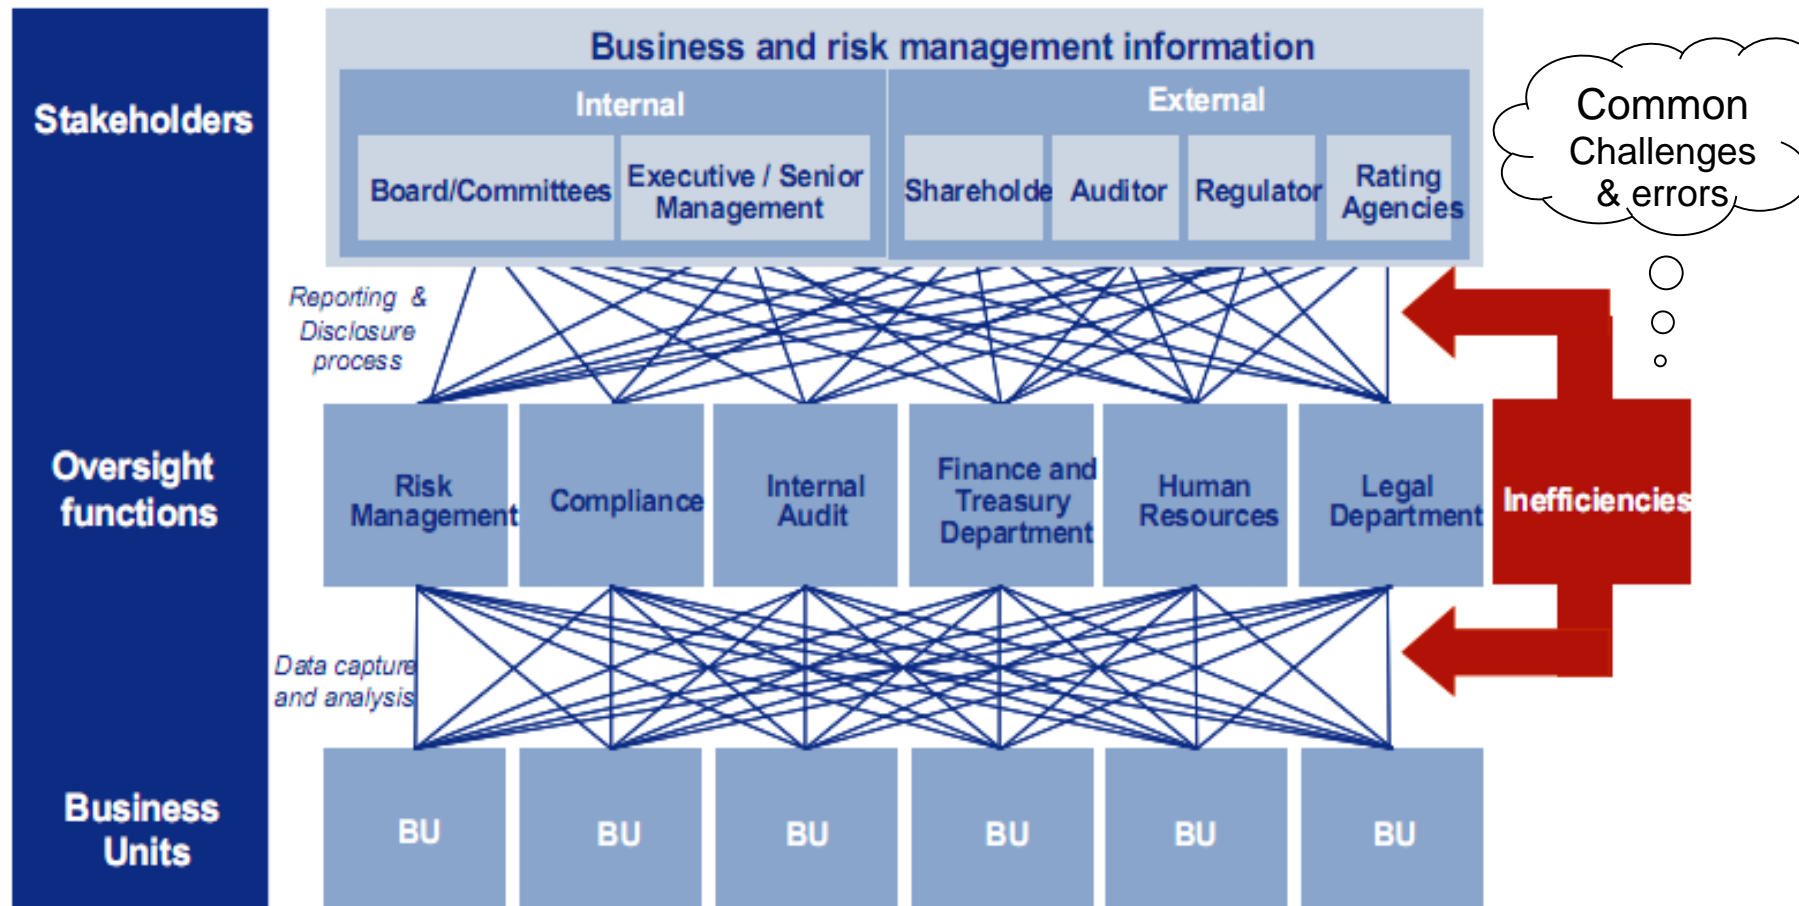 Business and risk management information
Stakeholders
Internal
External
Board/Committees
Executive / Senior
Management
Shareholde
Auditor
Regulator
Rating
Agencies
Common
Challenges
& errors
Reporting &
Disclosure
process
Oversight
functions
Risk
Management
Compliance
Internal
Audit
Finance and
Treasury
Department
Human
Resources
Legal
Department
Inefficiencies
Data capture
and analysis
Business
Units
BU
BU
BU
BU
BU
BU